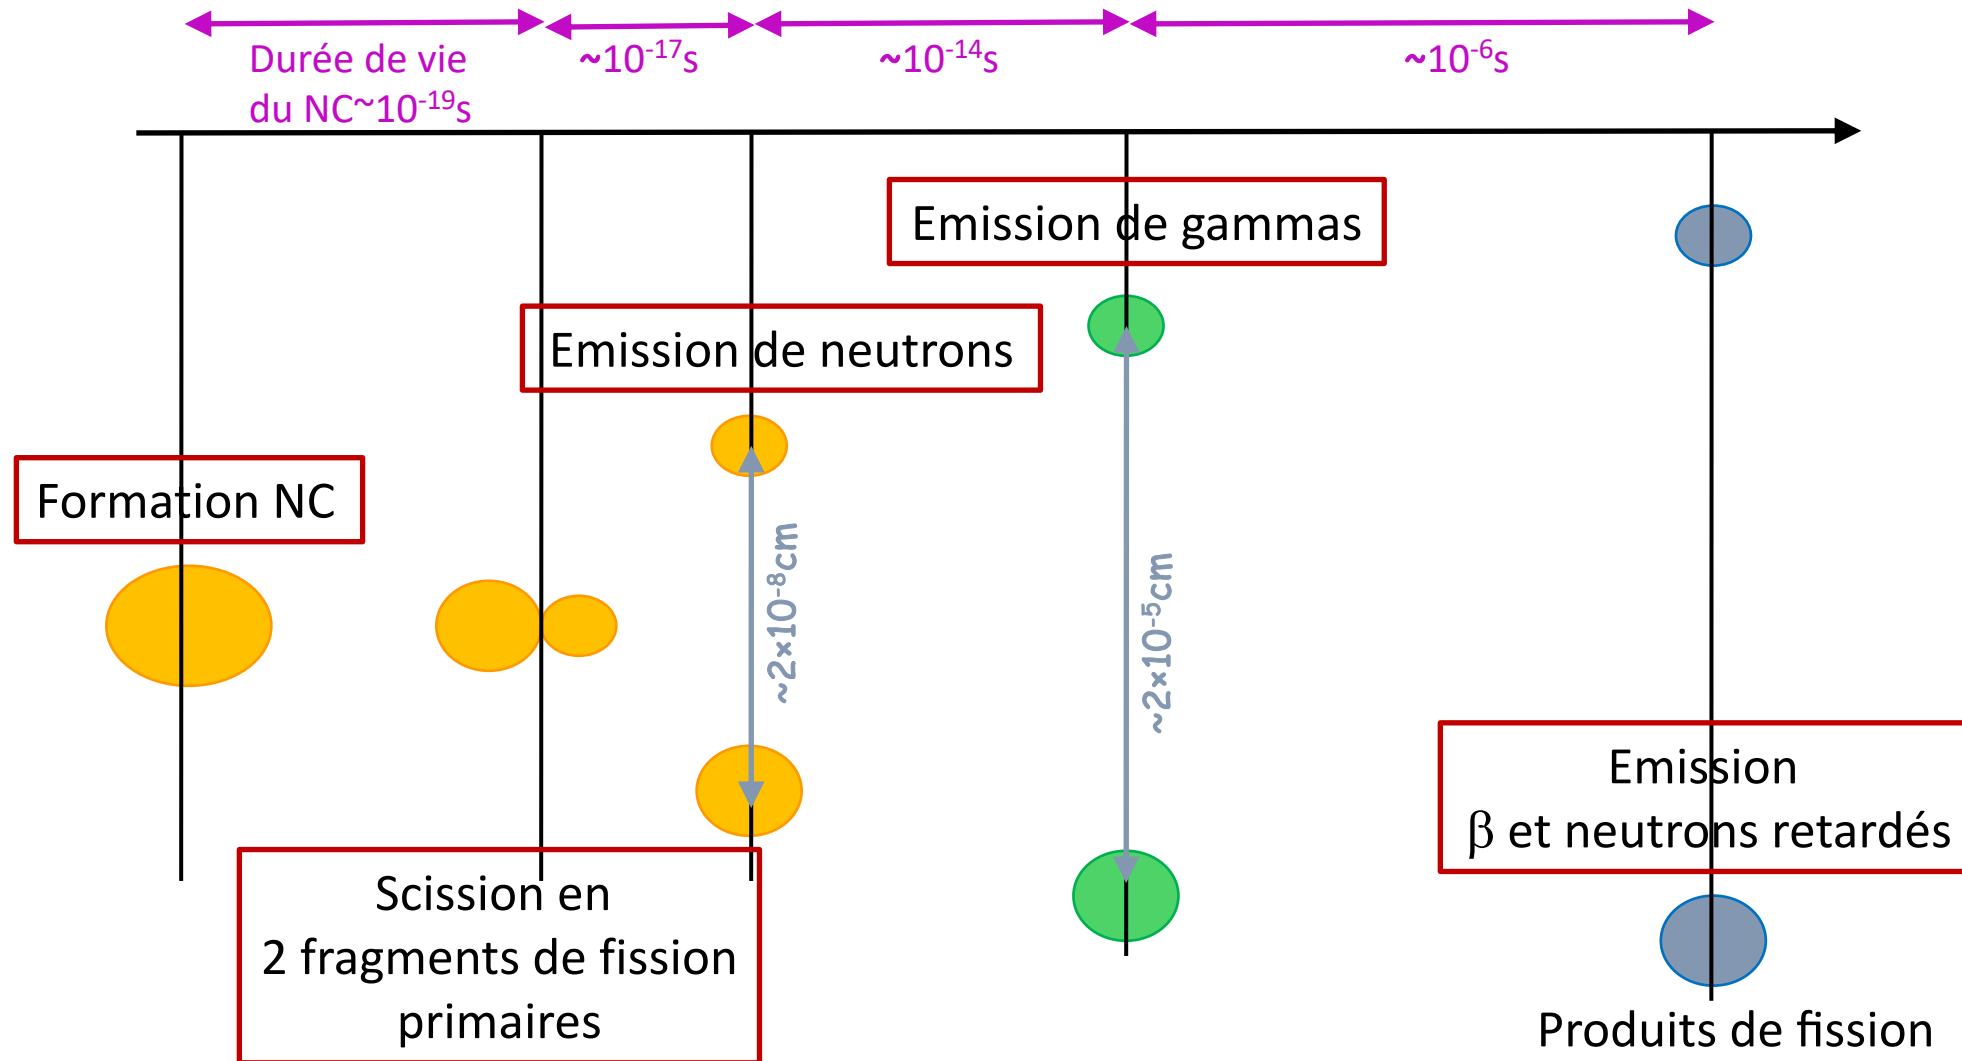 Durée de vie
du NC~10⁻¹⁹s
~10⁻¹⁷s
~10⁻¹⁴s
~10⁻⁶s
Emission de gammas
Emission de neutrons
Formation NC
~2×10⁻⁸cm
~2×10⁻⁵cm
Emission
β et neutrons retardés
Scission en
2 fragments de fission
primaires
Produits de fission